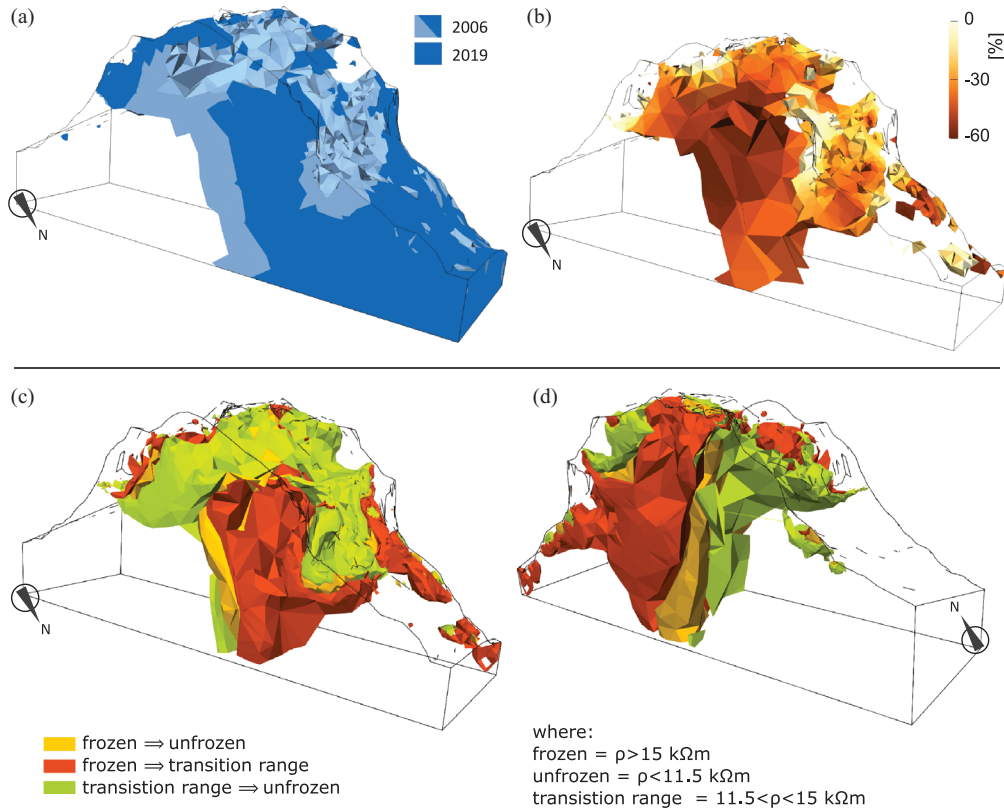 (a)
2006
2019
N
(b)
0
-30
-60
[%]
N
(c)
N
(d)
N
frozen ⇒ unfrozen
frozen ⇒ transition range
transistion range ⇒ unfrozen
where:
frozen = ρ>15 kΩm
unfrozen = ρ<11.5 kΩm
transition range = 11.5<ρ<15 kΩm